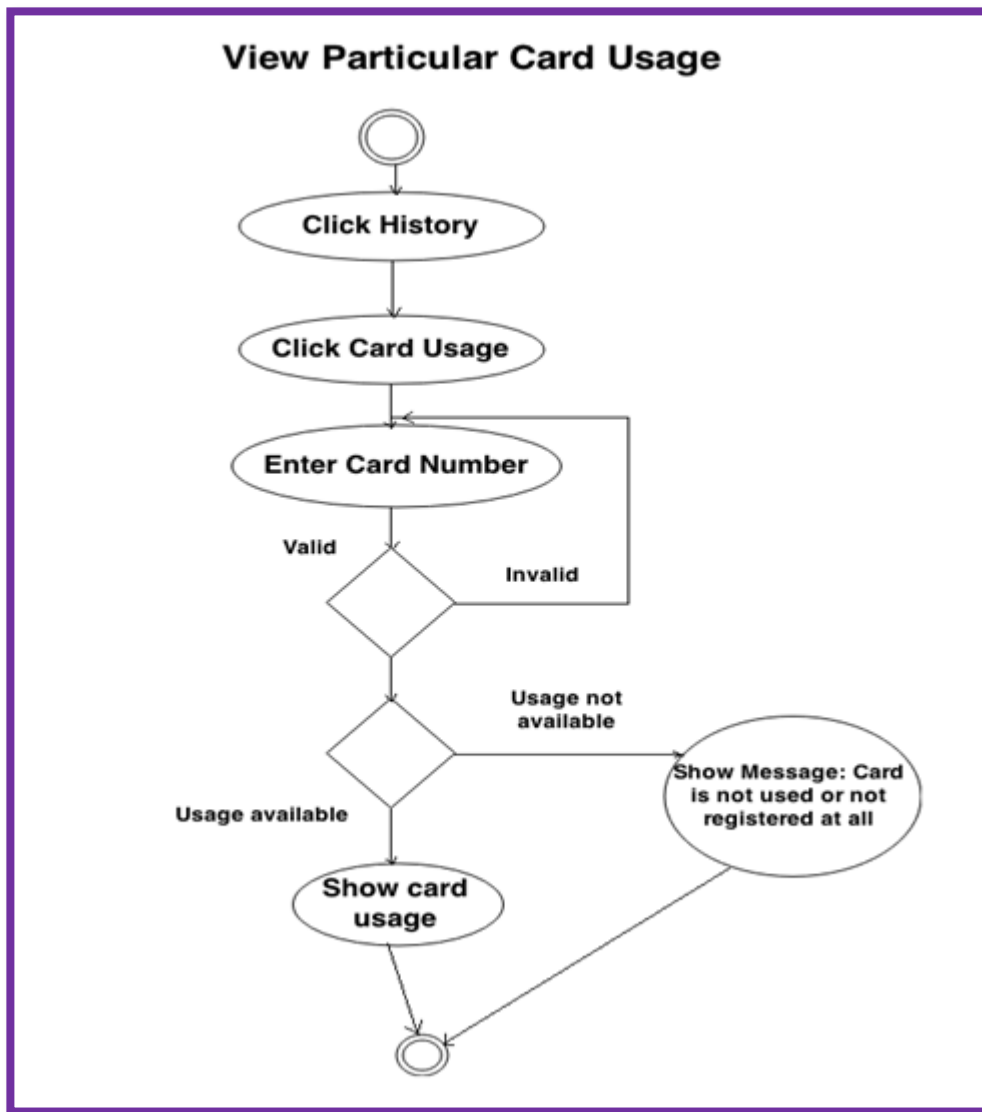 View Particular Card Usage
Click History
Click Card Usage
Enter Card Number
Valid
Invalid
Usage not
available
Show Message: Card
is not used or not
registered at all
Usage available
Show card
usage